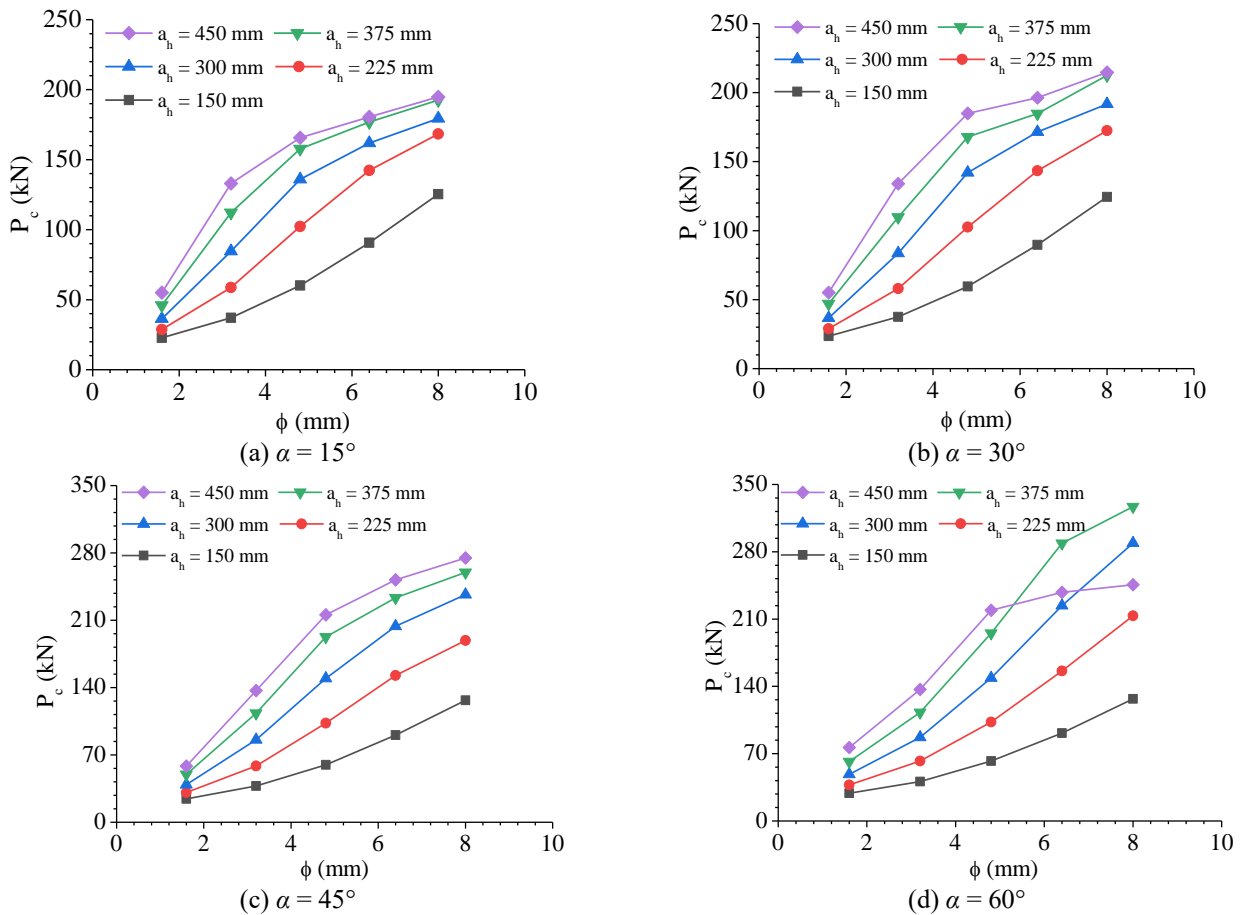 250
200
150
100
50
0
P_c (kN)
a_h = 450 mm a_h = 375 mm
a_h = 300 mm a_h = 225 mm
a_h = 150 mm
0 2 4 6 8 10
ϕ (mm)
(a) α = 15°
250
200
150
100
50
0
P_c (kN)
a_h = 450 mm a_h = 375 mm
a_h = 300 mm a_h = 225 mm
a_h = 150 mm
0 2 4 6 8 10
ϕ (mm)
(b) α = 30°
350
280
210
140
70
0
P_c (kN)
a_h = 450 mm a_h = 375 mm
a_h = 300 mm a_h = 225 mm
a_h = 150 mm
0 2 4 6 8 10
ϕ (mm)
(c) α = 45°
350
280
210
140
70
0
P_c (kN)
a_h = 450 mm a_h = 375 mm
a_h = 300 mm a_h = 225 mm
a_h = 150 mm
0 2 4 6 8 10
ϕ (mm)
(d) α = 60°